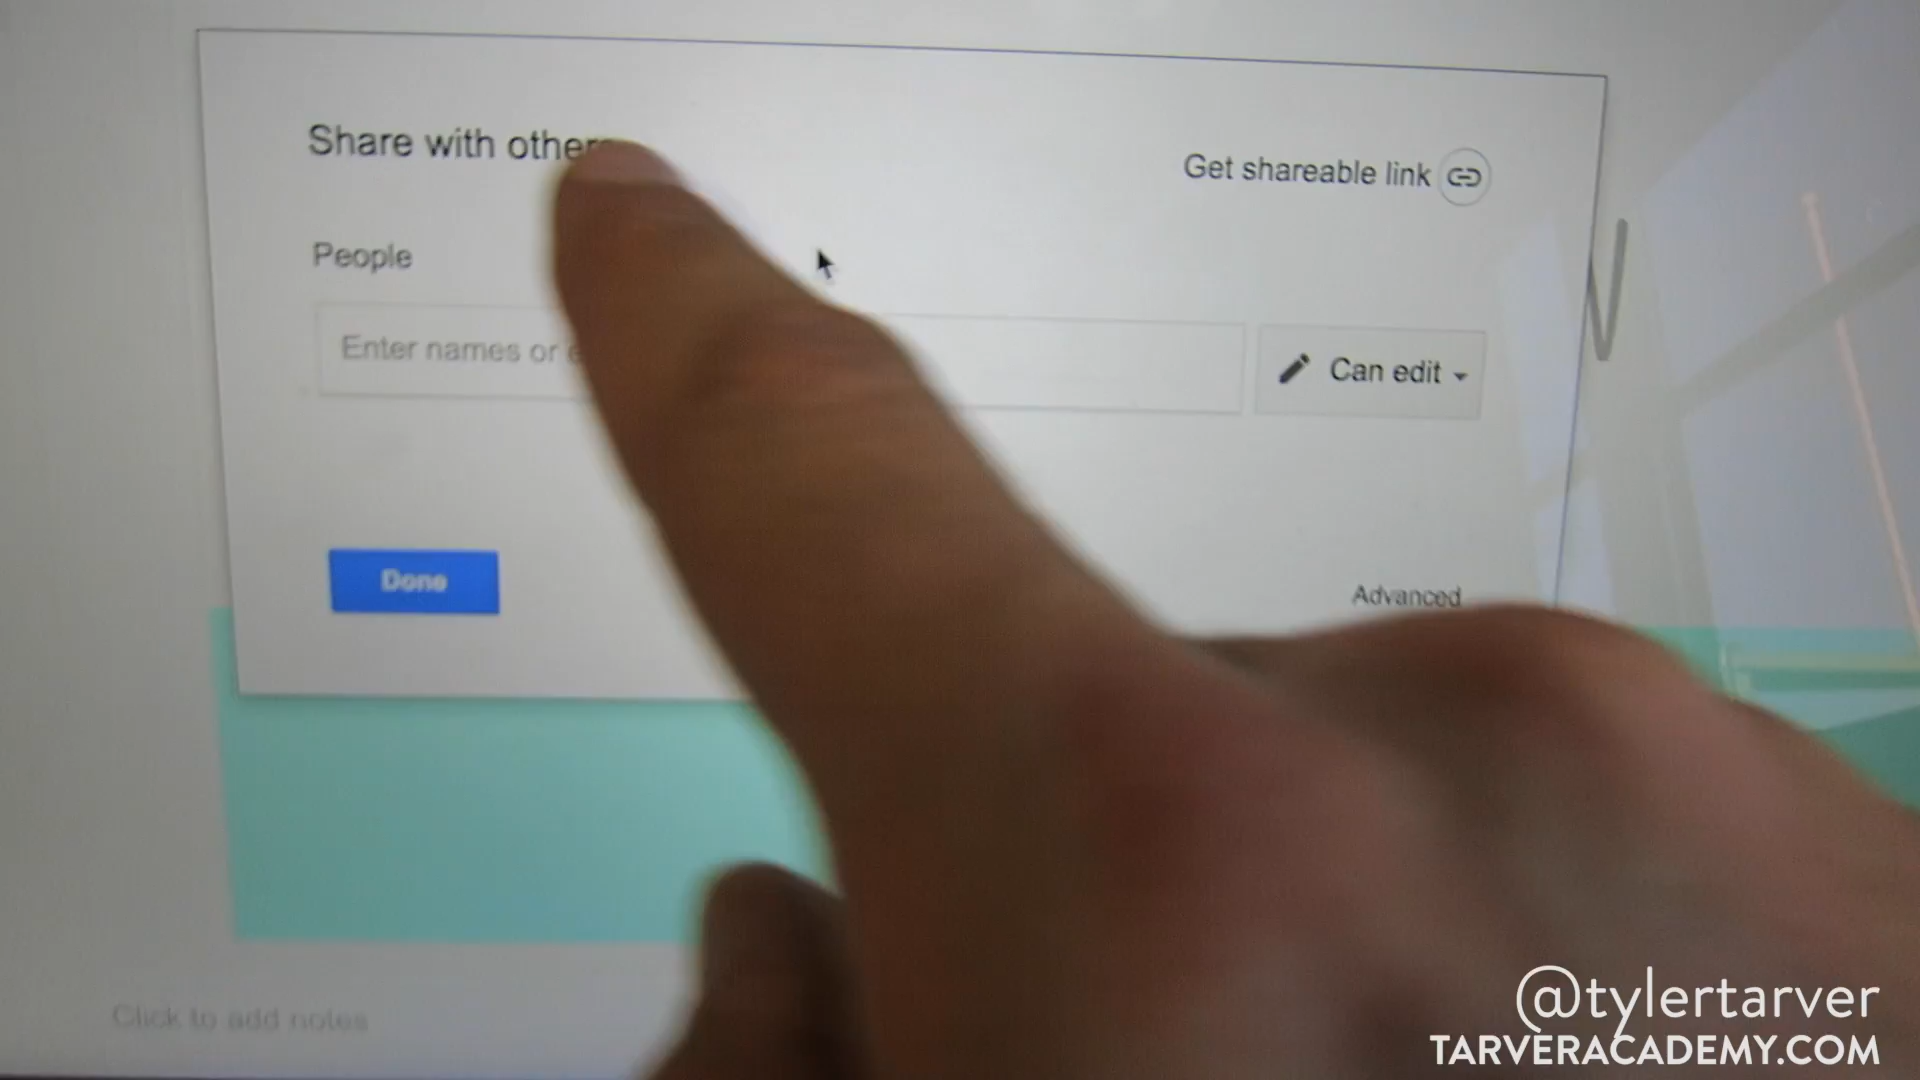 Share with others
Get shareable link
People
Enter names or e
Can edit
Done
Advanced
Click to add notes
@tylertarver
TARVERACADEMY.COM